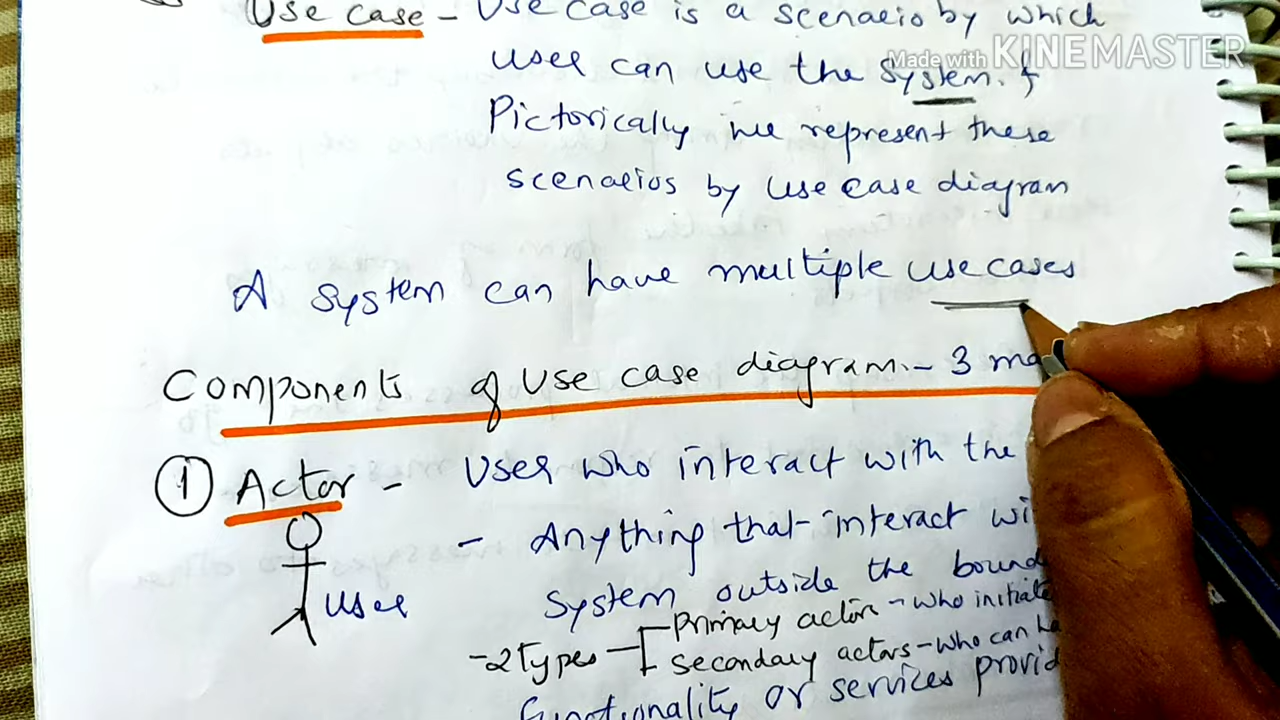 Use case - Use case is a scenario by which
Made with KINEMASTER
user can use the system. &
Pictorically we represent these
scenarios by use case diagram
A system can have multiple use cases
Components of Use case diagram.- 3
① Actor - User who interact with the
- Anything that interact
system outside the
user
Primary actor - who initiate
- 2 types
secondary actors - who can
functionality or services